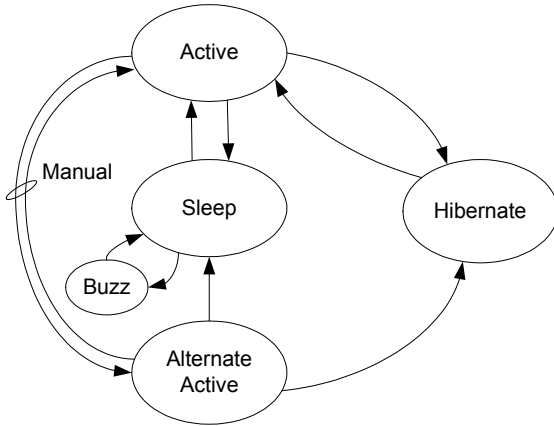 Active
Manual
Sleep
Hibernate
Buzz
Alternate
Active